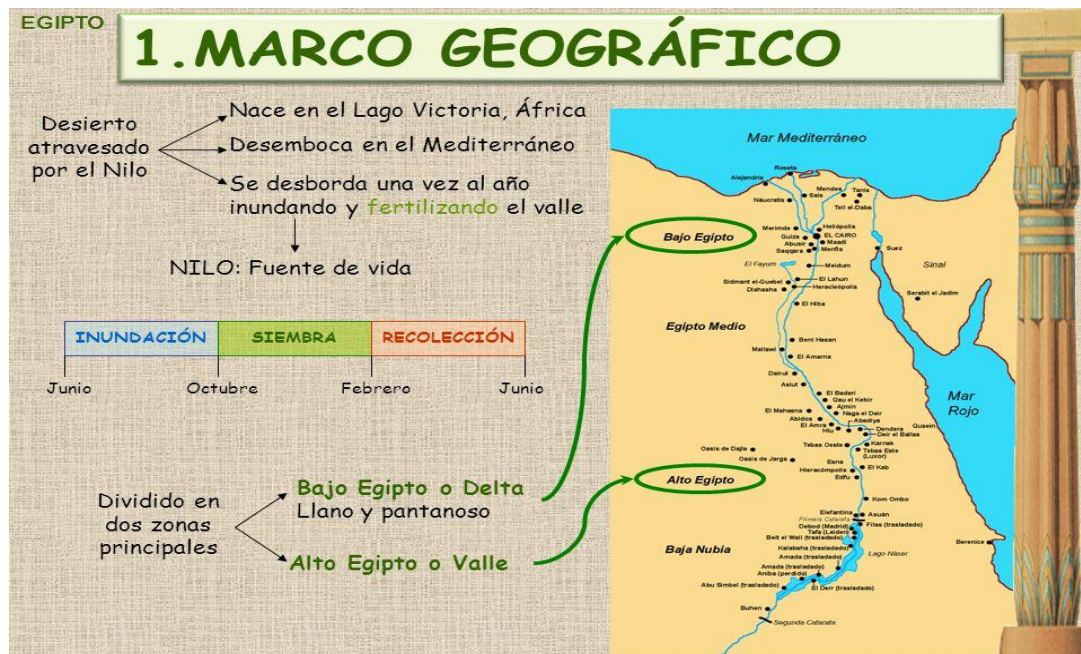 EGIPTO
1.MARCO GEOGRÁFICO
Desierto
atravesado
por el Nilo
Nace en el Lago Victoria, África
Desemboca en el Mediterráneo
Se desborda una vez al año
inundando y fertilizando el valle
NILO: Fuente de vida
INUNDACIÓN
SIEMBRA
RECOLECCIÓN
Junio
Octubre
Febrero
Junio
Dividido en
dos zonas
principales
Bajo Egipto o Delta
Llano y pantanoso
Alto Egipto o Valle
Mar Mediterráneo
Roseta
Alejandría
Sais
Mendes
Tanis
Náucratis
Tell el-Daba
Merimde
Heliópolis
Bajo Egipto
Guiza
EL CAIRO
Abusir
Maadi
Saqqara
Menfis
Suez
El Fayum
Meidum
Sinaí
El Lahun
Sidmant el-Guebel
Heracleópolis
Dishasha
Serabit el Jadim
El Hiba
Egipto Medio
Beni Hasan
Mallawi
El Amarna
Dairut
Asiut
El Badari
Qau el Kebir
Mar
Rojo
Ajmin
El Mahasna
Naga el Deir
Abidos
Abadiya
El Amra
Hiu
Dendera
Quseir
Deir el Ballas
Karnak
Tebas Oeste
Tebas Este
(Luxor)
Oasis de Dajla
Oasis de Jarga
Esna
Hieracómpolis
El Kab
Edfu
Alto Egipto
Kom Ombo
Elefantina
Asuán
Primera Catarata
Filas (trasladado)
Debod (Madrid)
Tafa (Leiden)
Beit el Wali (trasladado)
Kalabsha (trasladado)
Baja Nubia
Lago Náser
Berenice
Amada (trasladado)
Amada (trasladado)
Aniba (perdido)
Abu Simbel (trasladado)
El Derr (trasladado)
Buhen
Segunda Catarata